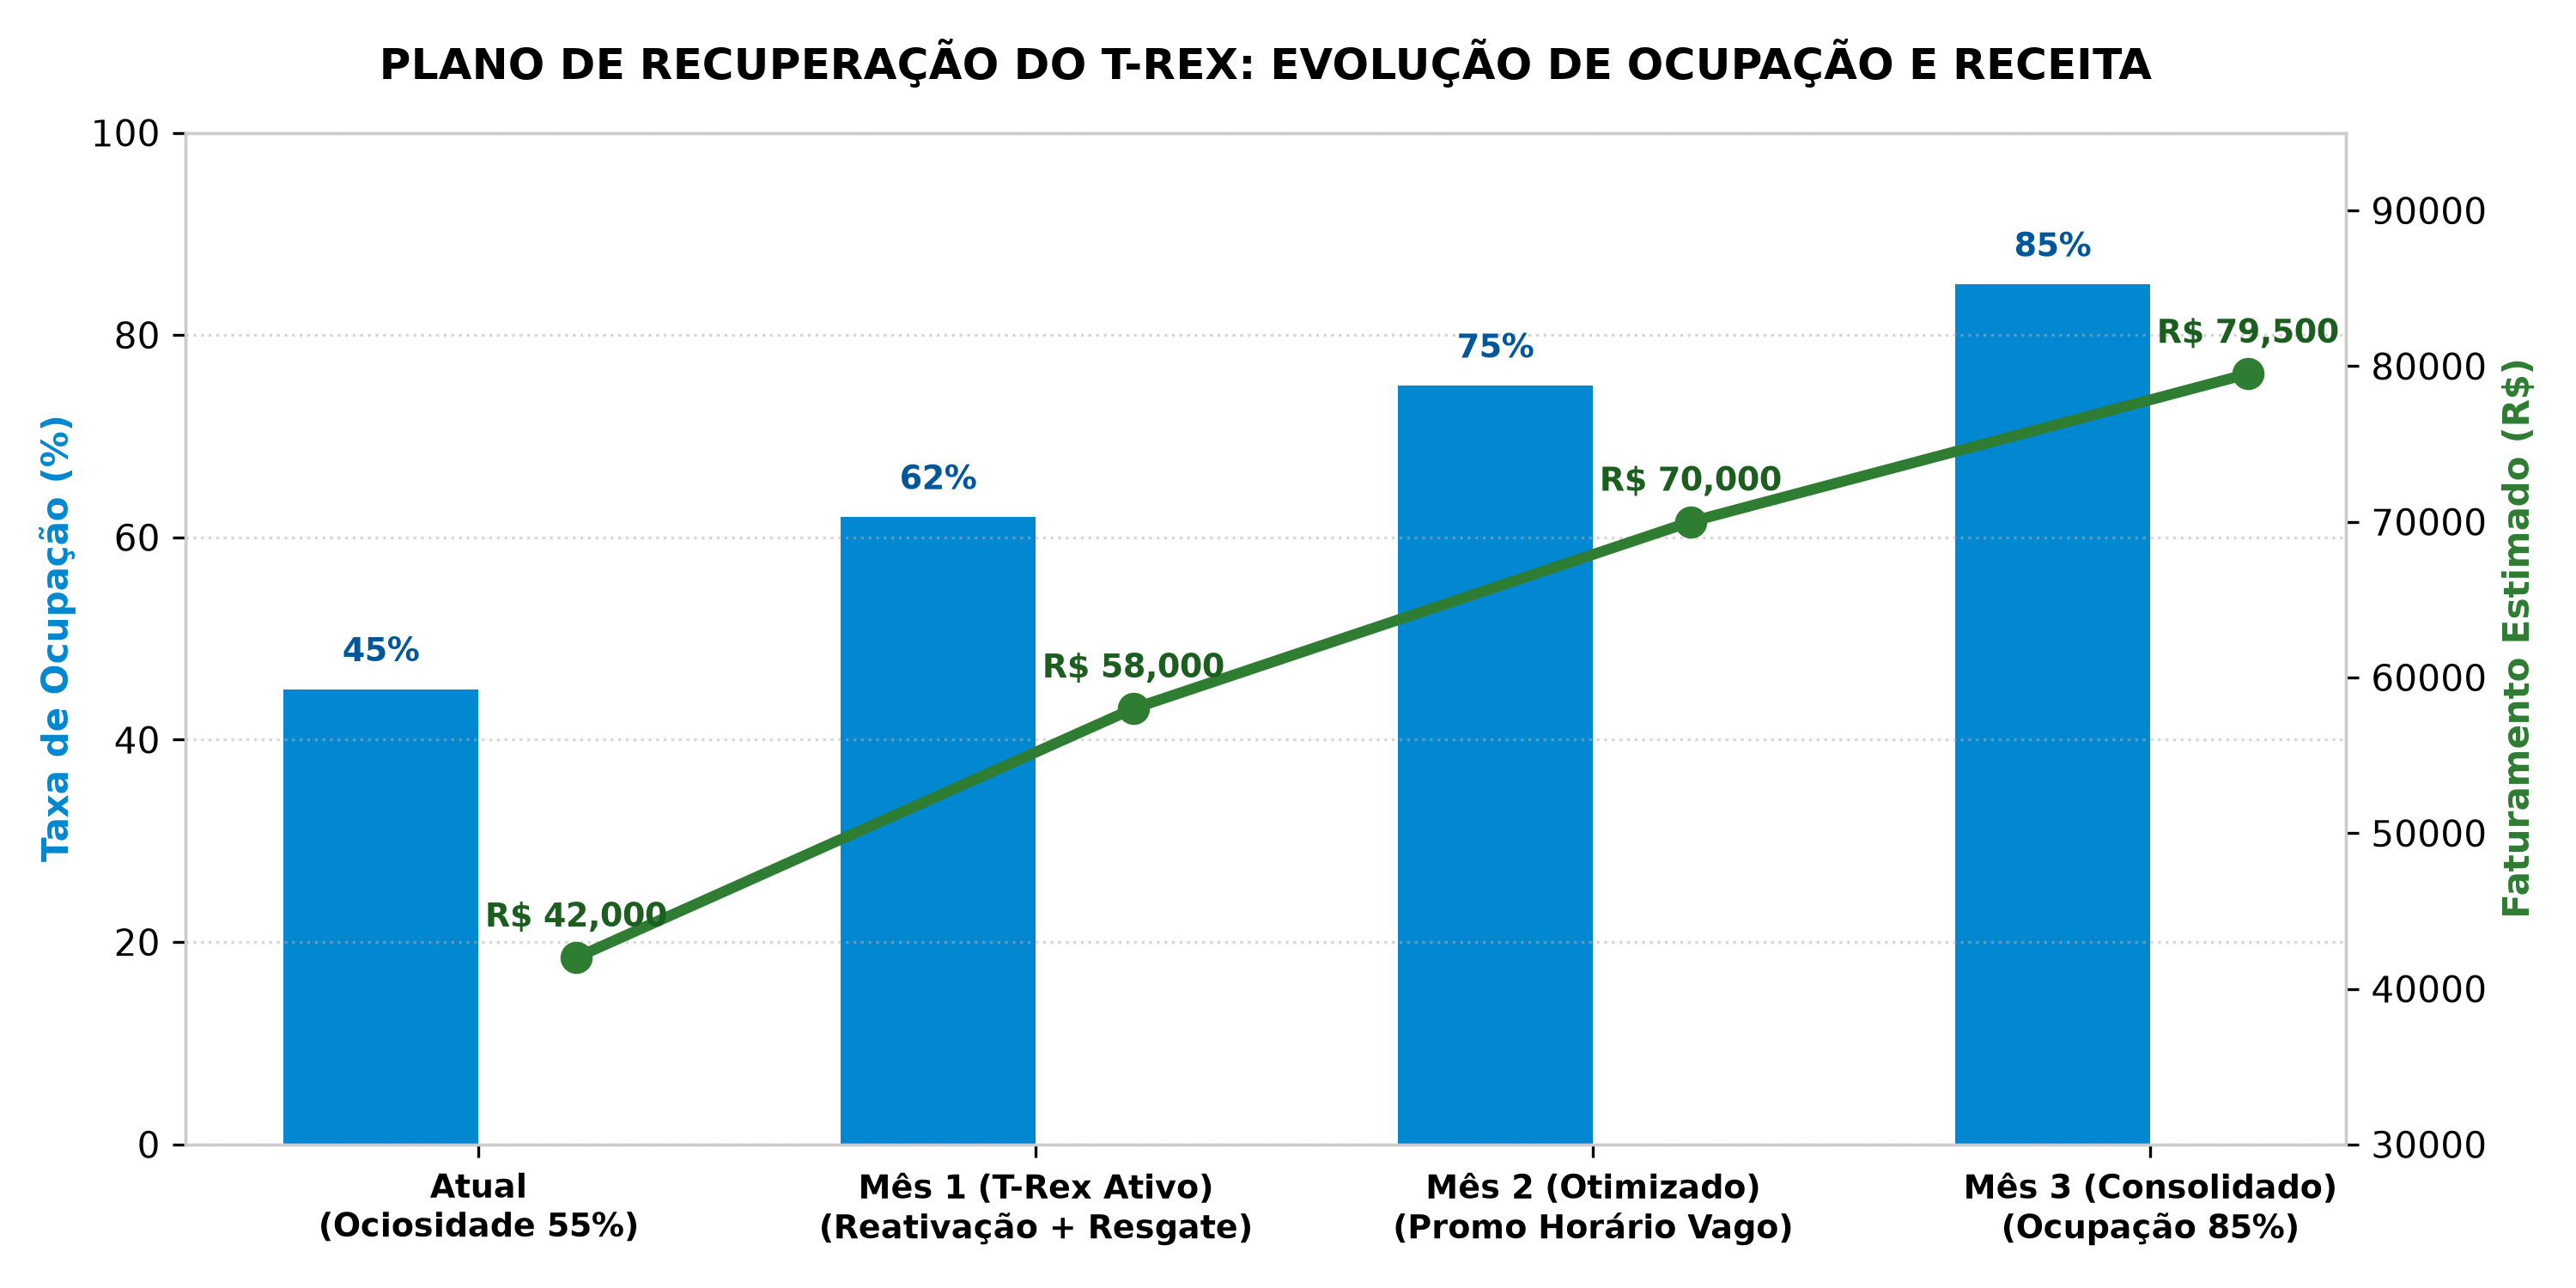 PLANO DE RECUPERAÇÃO DO T-REX: EVOLUÇÃO DE OCUPAÇÃO E RECEITA
Taxa de Ocupação (%)
100
80
60
40
20
0
45%
62%
75%
85%
R$ 42,000
R$ 58,000
R$ 70,000
R$ 79,500
90000
80000
70000
60000
50000
40000
30000
Faturamento Estimado (R$)
Atual
(Ociosidade 55%)
Mês 1 (T-Rex Ativo)
(Reativação + Resgate)
Mês 2 (Otimizado)
(Promo Horário Vago)
Mês 3 (Consolidado)
(Ocupação 85%)